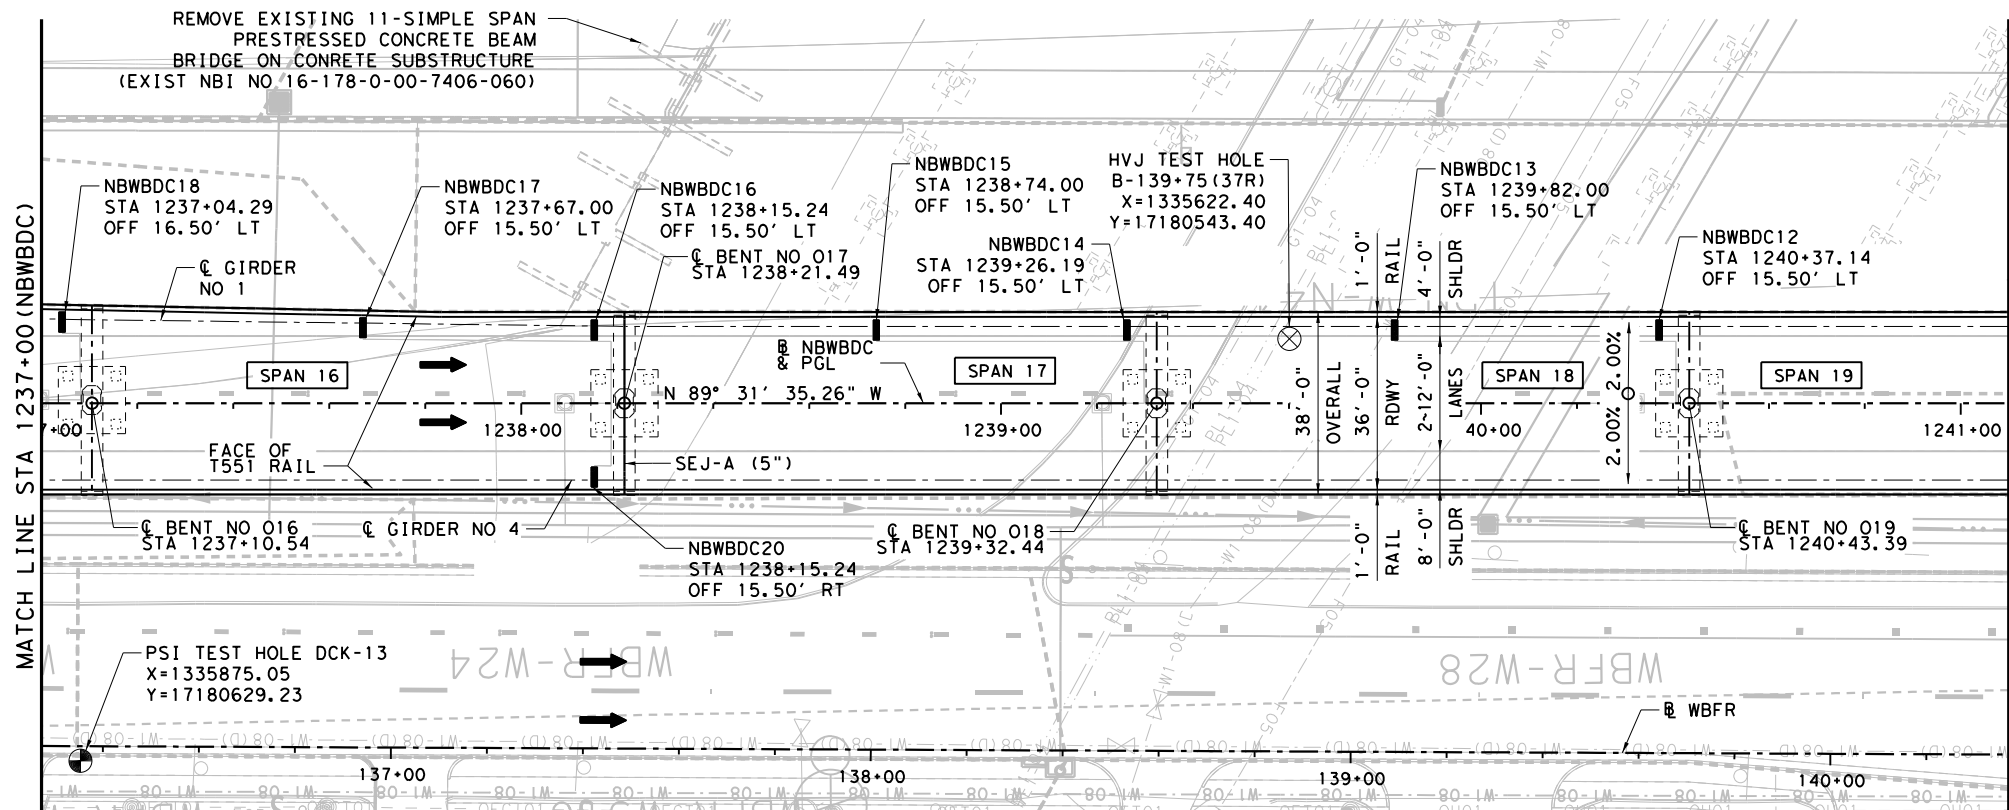 REMOVE EXISTING 11-SIMPLE SPAN
PRESTRESSED CONCRETE BEAM
BRIDGE ON CONRETE SUBSTRUCTURE
(EXIST NBI NO 16-178-0-00-7406-060)
MATCH LINE STA 1237+00 (NBWBDC)
NBWBDC18
STA 1237+04.29
OFF 16.50' LT
NBWBDC17
STA 1237+67.00
OFF 15.50' LT
NBWBDC16
STA 1238+15.24
OFF 15.50' LT
NBWBDC15
STA 1238+74.00
OFF 15.50' LT
HVJ TEST HOLE
B-139+75(37R)
X=1335622.40
Y=17180543.40
NBWBDC14
STA 1239+26.19
OFF 15.50' LT
NBWBDC13
STA 1239+82.00
OFF 15.50' LT
NBWBDC12
STA 1240+37.14
OFF 15.50' LT
℄ GIRDER
NO 1
℄ BENT NO O17
STA 1238+21.49
1'-0"
RAIL
4'-0"
SHLDR
SPAN 16
BL NBWBDC
& PGL
SPAN 17
SPAN 18
SPAN 19
N 89° 31' 35.26" W
38'-0"
OVERALL
36'-0"
RDWY
2~12'-0"
LANES
2.00%
2.00%
7+00
1238+00
1239+00
40+00
1241+00
FACE OF
T551 RAIL
SEJ-A (5")
℄ BENT NO O16
STA 1237+10.54
℄ GIRDER NO 4
℄ BENT NO O18
STA 1239+32.44
℄ BENT NO O19
STA 1240+43.39
1'-0"
RAIL
8'-0"
SHLDR
NBWBDC20
STA 1238+15.24
OFF 15.50' RT
PSI TEST HOLE DCK-13
X=1335875.05
Y=17180629.23
WBFR-W24
WBFR-W28
BL WBFR
137+00
138+00
139+00
140+00